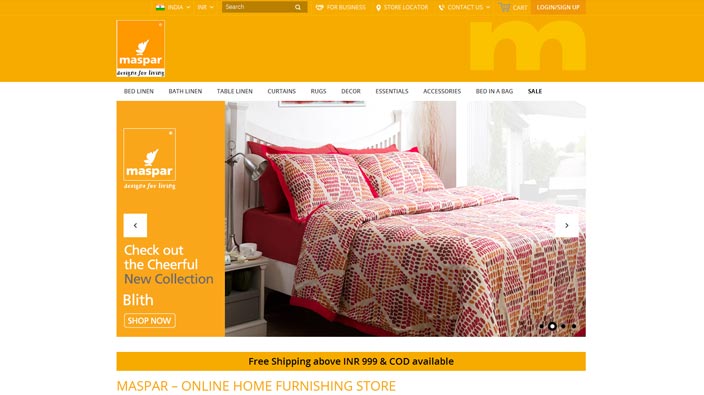 INDIA INR Search FOR BUSINESS STORE LOCATOR CONTACT US CART LOGIN/SIGN UP
m
maspar
designs for living
BED LINEN BATH LINEN TABLE LINEN CURTAINS RUGS DECOR ESSENTIALS ACCESSORIES BED IN A BAG SALE
maspar
designs for living
Check out
the Cheerful
New Collection
Blith
SHOP NOW
Free Shipping above INR 999 & COD available
MASPAR – ONLINE HOME FURNISHING STORE